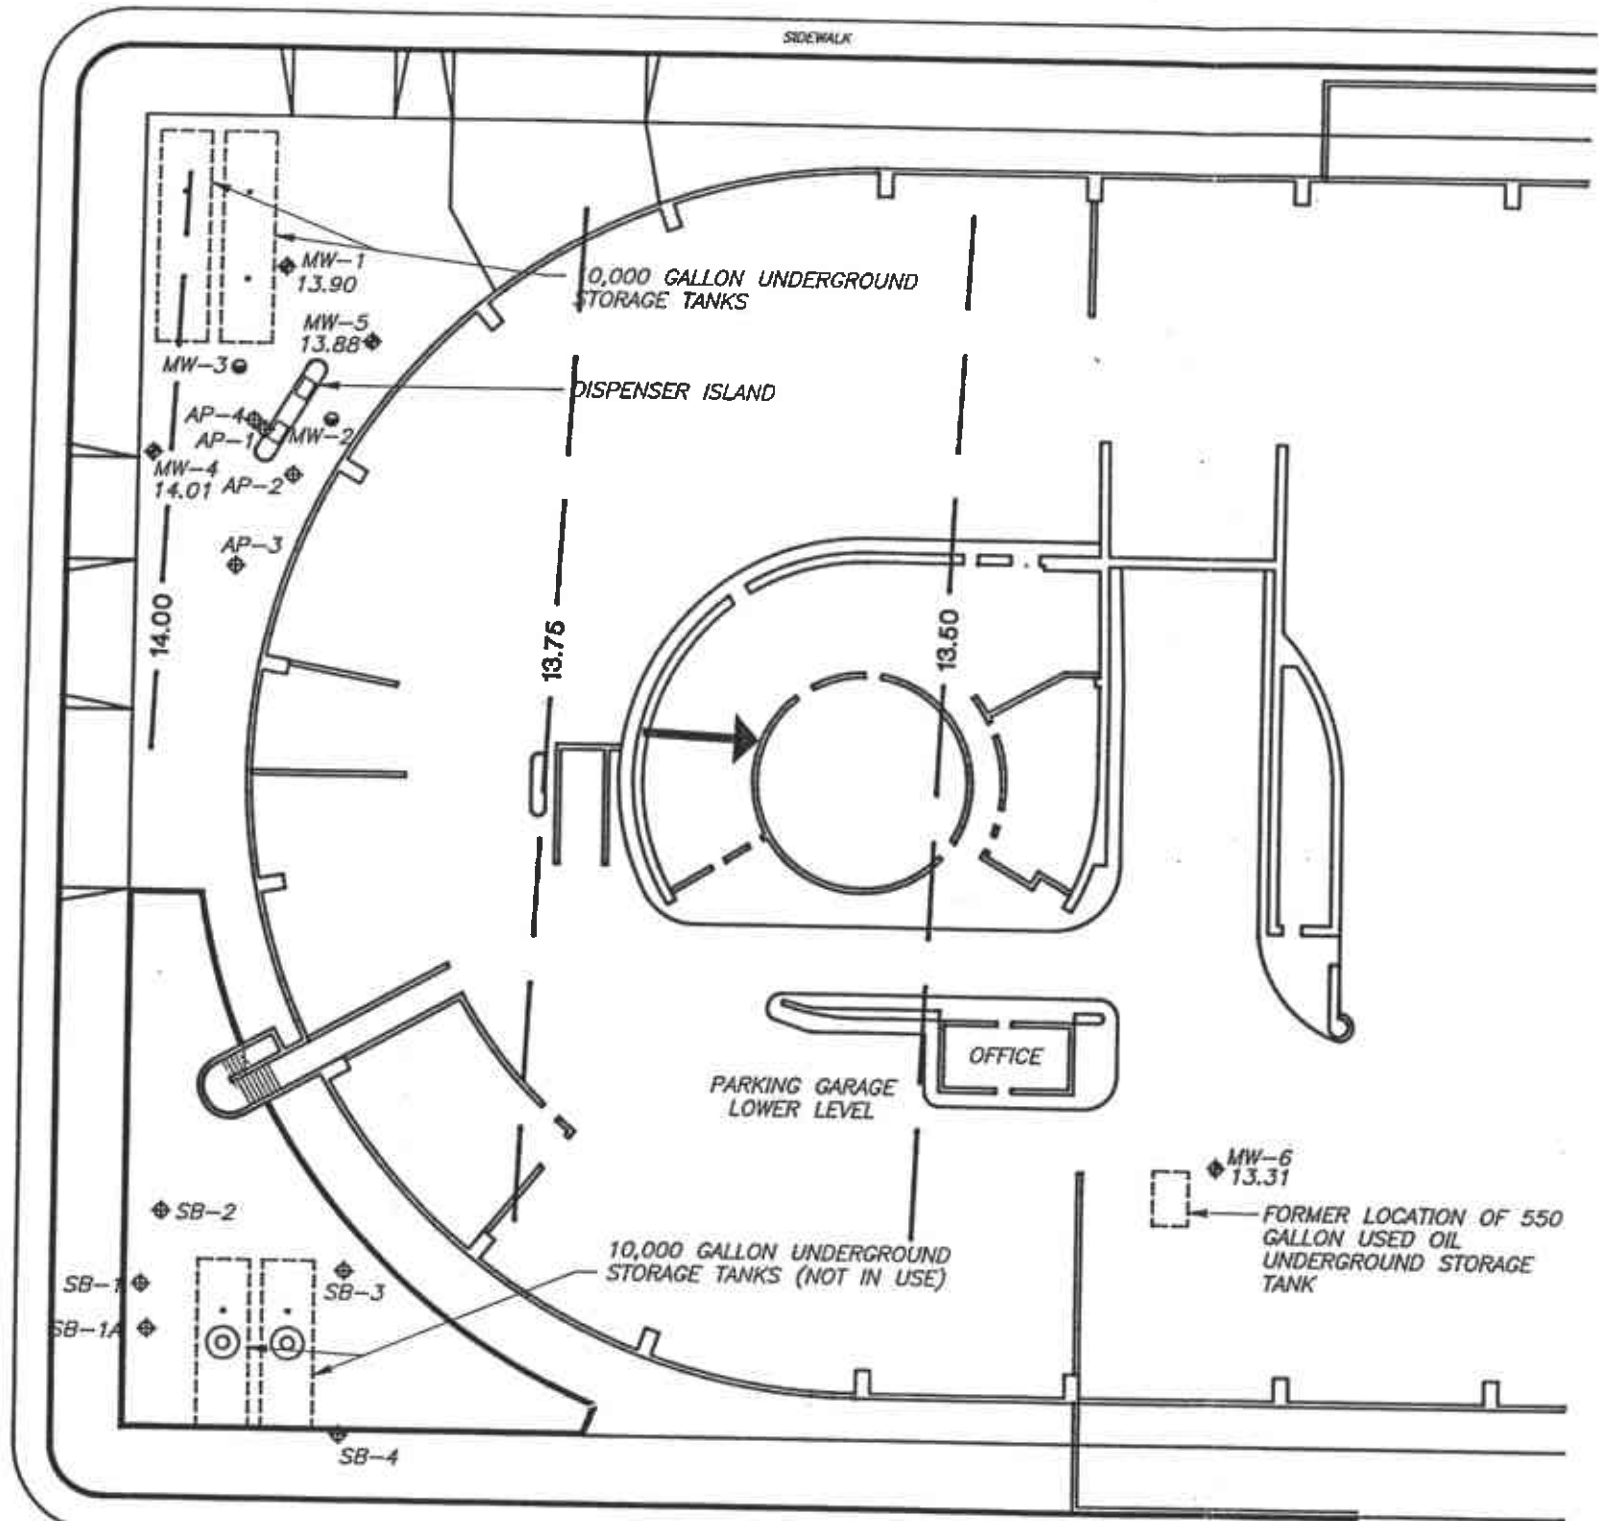 SIDEWALK
MW-1
13.90
0,000 GALLON UNDERGROUND
STORAGE TANKS
MW-5
13.88
MW-3
DISPENSER ISLAND
AP-4
AP-1
MW-2
MW-4
14.01
AP-2
AP-3
14.00
13.75
13.50
OFFICE
PARKING GARAGE
LOWER LEVEL
MW-6
13.31
SB-2
FORMER LOCATION OF 550
GALLON USED OIL
UNDERGROUND STORAGE
TANK
10,000 GALLON UNDERGROUND
STORAGE TANKS (NOT IN USE)
SB-1
SB-3
SB-1A
SB-4